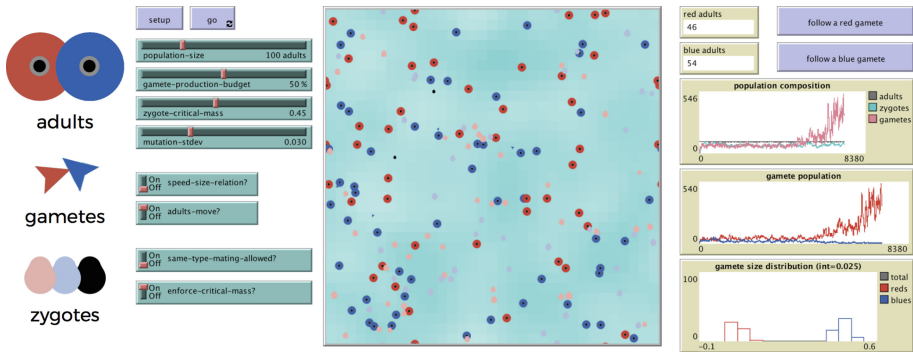 adults
gametes
zygotes
setup
go
population-size 100 adults
gamete-production-budget 50 %
zygote-critical-mass 0.45
mutation-stdev 0.030
On
Off
speed-size-relation?
On
Off
adults-move?
On
Off
same-type-mating-allowed?
On
Off
enforce-critical-mass?
red adults
46
follow a red gamete
blue adults
54
follow a blue gamete
population composition
546
0
0
8380
adults
zygotes
gametes
gamete population
540
0
0
8380
gamete size distribution (int=0.025)
100
0
-0.1
0.6
total
reds
blues